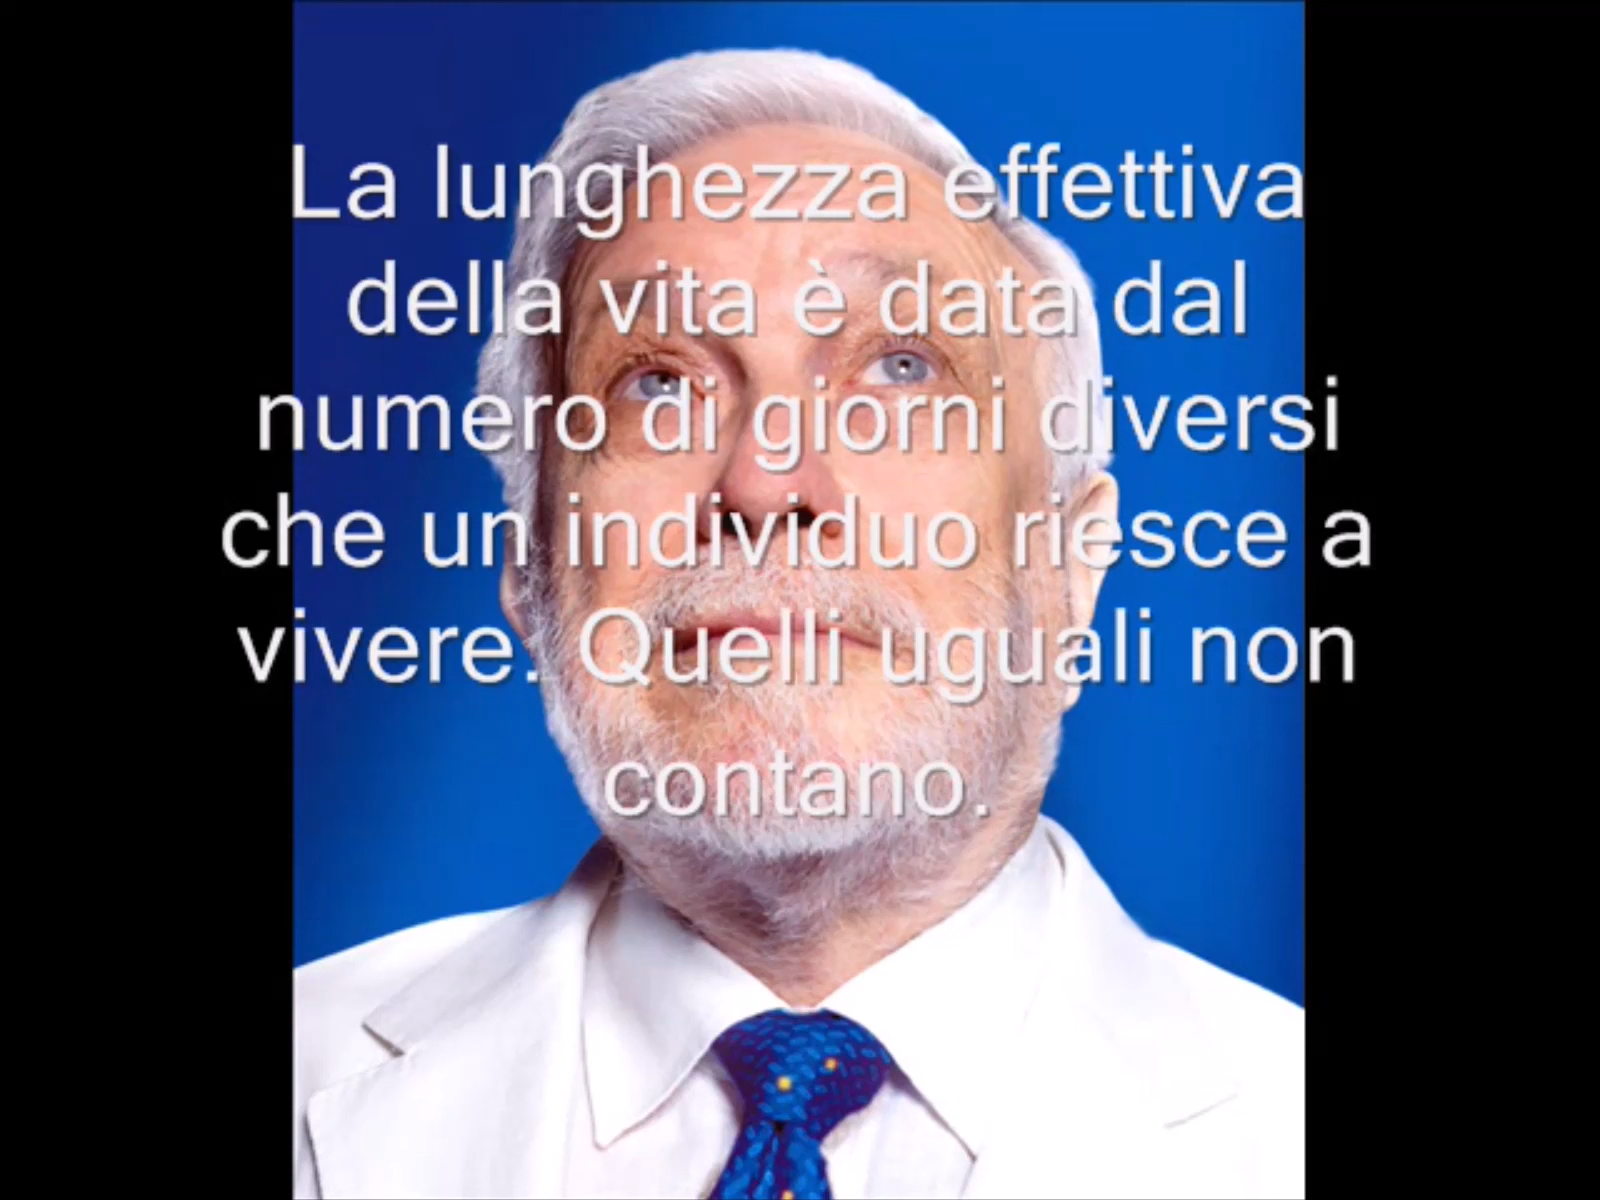 La lunghezza effettiva
della vita è data dal
numero di giorni diversi
che un individuo riesce a
vivere. Quelli uguali non
contano.